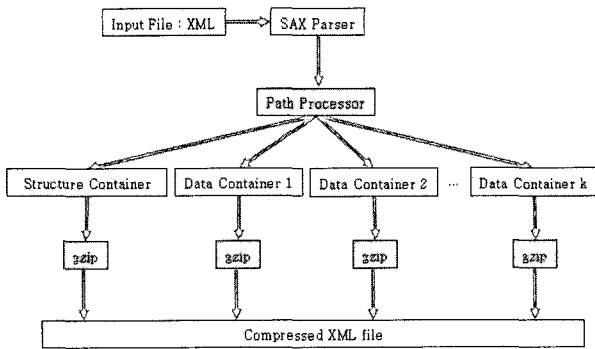 Input File : XML
SAX Parser
Path Processor
Structure Container
Data Container 1
Data Container 2
...
Data Container k
gzip
gzip
gzip
gzip
Compressed XML file